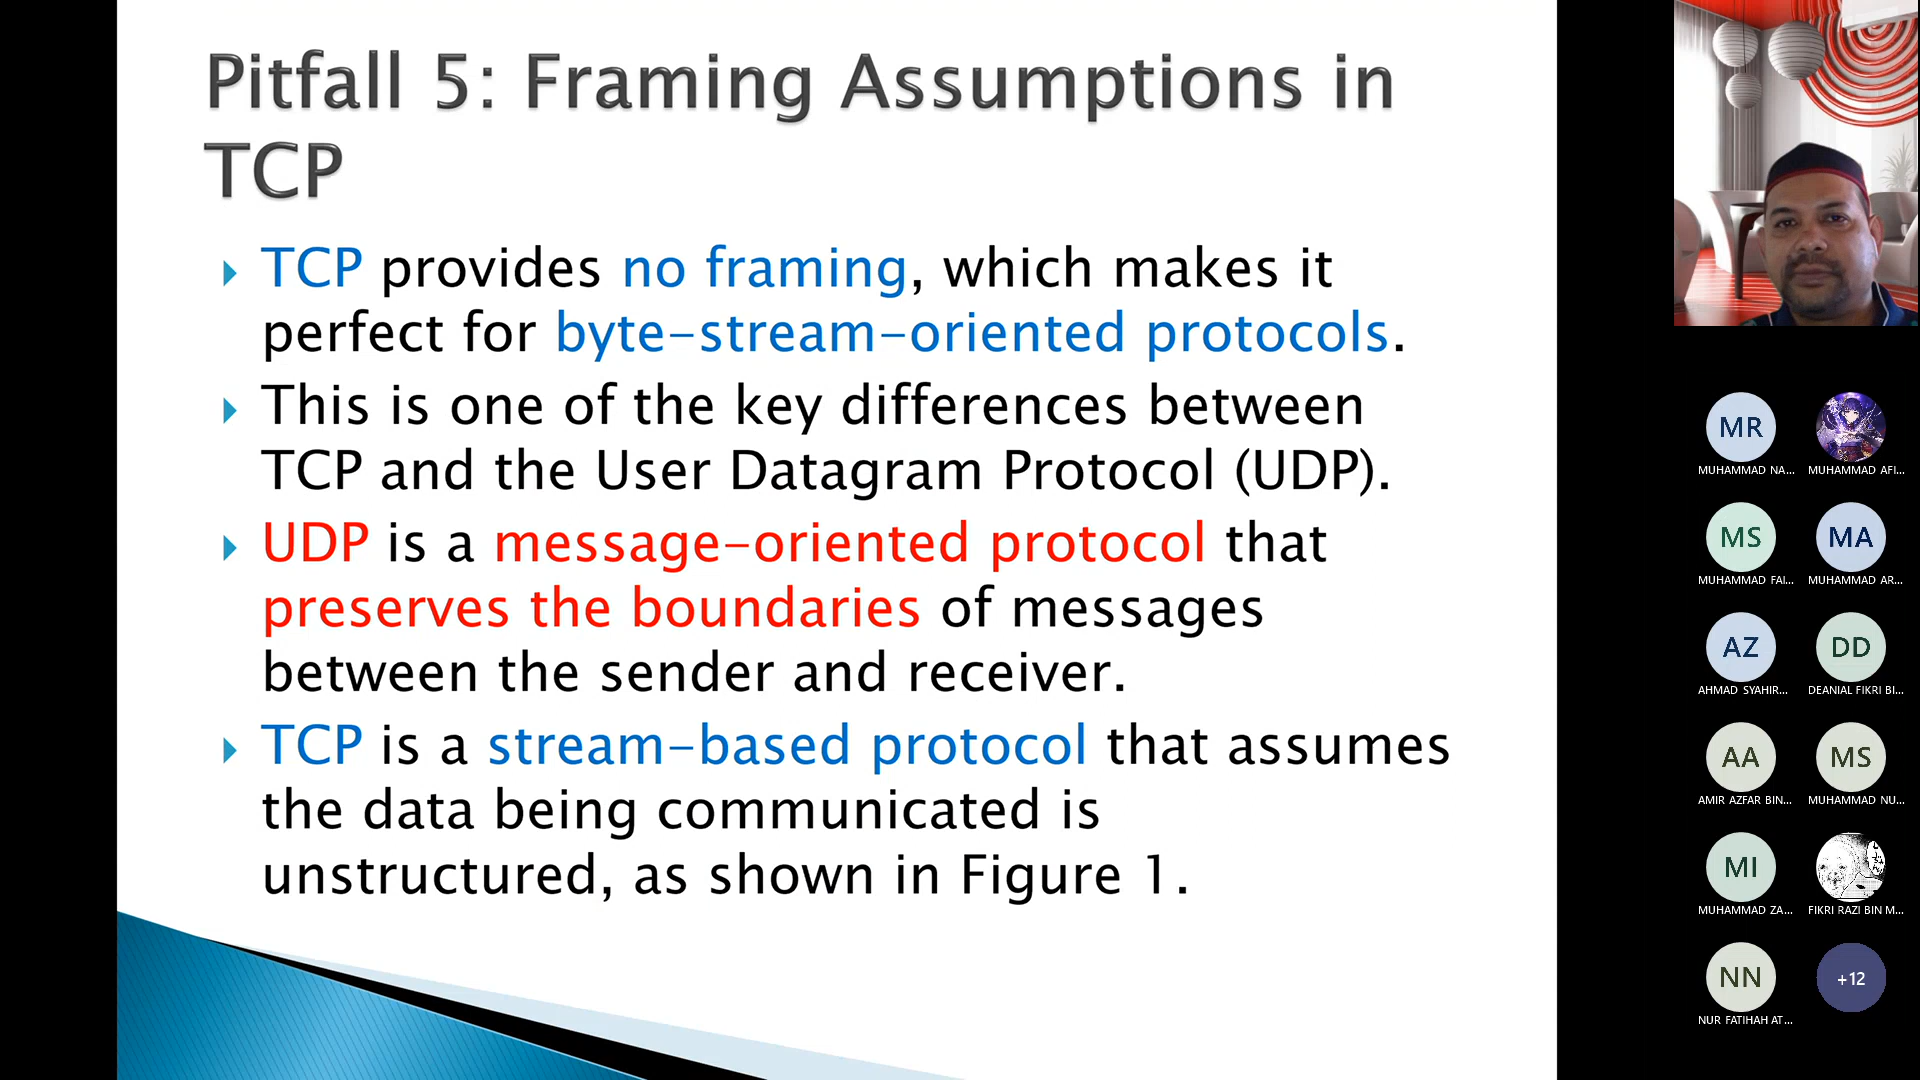 Pitfall 5: Framing Assumptions in
TCP
TCP provides no framing, which makes it
perfect for byte-stream-oriented protocols.
This is one of the key differences between
TCP and the User Datagram Protocol (UDP).
UDP is a message-oriented protocol that
preserves the boundaries of messages
between the sender and receiver.
TCP is a stream-based protocol that assumes
the data being communicated is
unstructured, as shown in Figure 1.
MR
MUHAMMAD NA...
MUHAMMAD AFI...
MS
MA
MUHAMMAD FAI...
MUHAMMAD AR...
AZ
DD
AHMAD SYAHIR...
DEANIAL FIKRI BI...
AA
MS
AMIR AZFAR BIN...
MUHAMMAD NU...
MI
MUHAMMAD ZA...
FIKRI RAZI BIN M...
NN
+12
NUR FATIHAH AT...